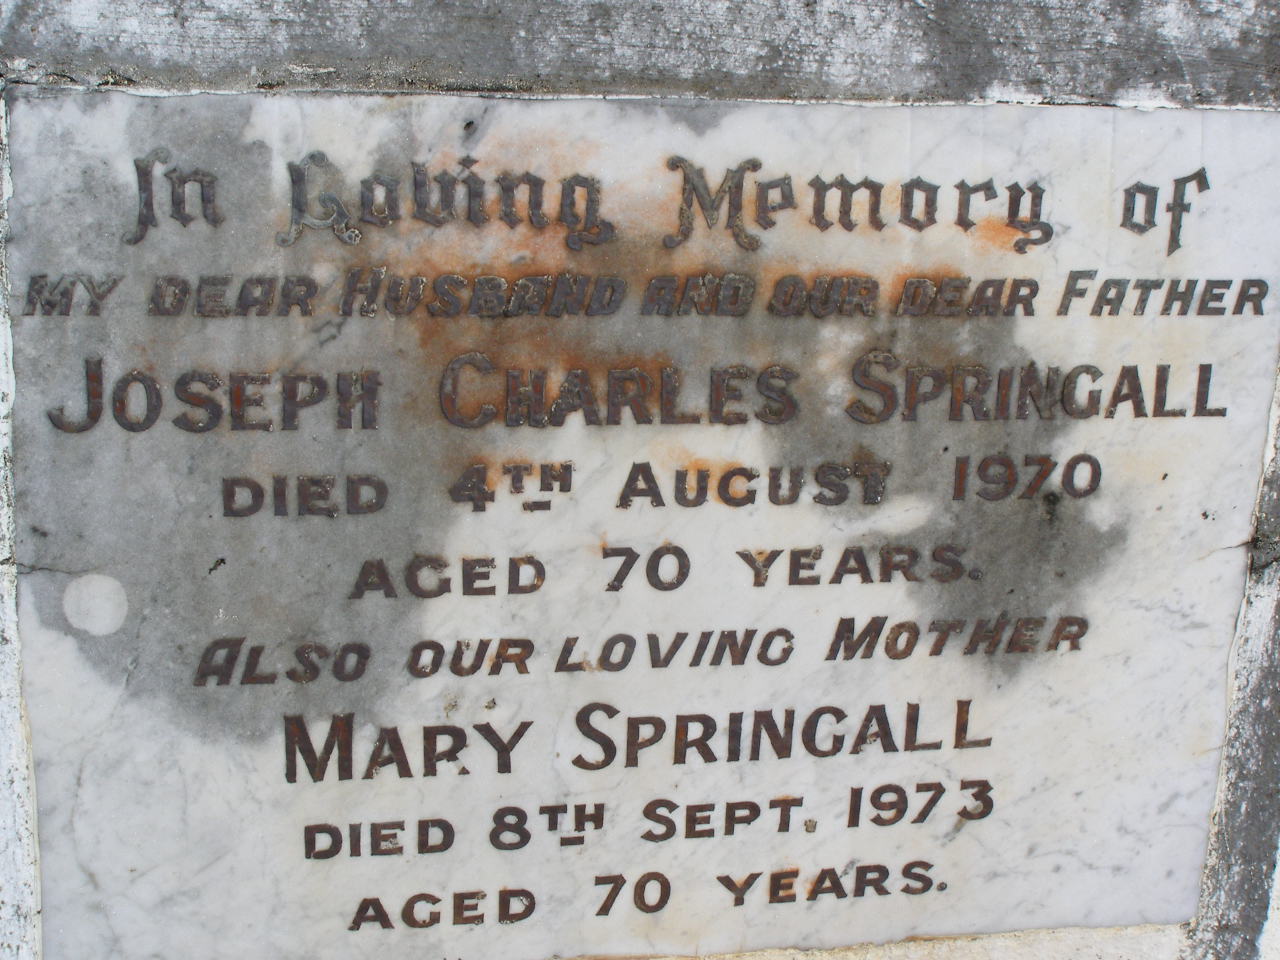 In Loving Memory of
MY DEAR HUSBAND AND OUR DEAR FATHER
JOSEPH CHARLES SPRINGALL
DIED 4TH AUGUST 1970
AGED 70 YEARS.
ALSO OUR LOVING MOTHER
MARY SPRINGALL
DIED 8TH SEPT. 1973
AGED 70 YEARS.